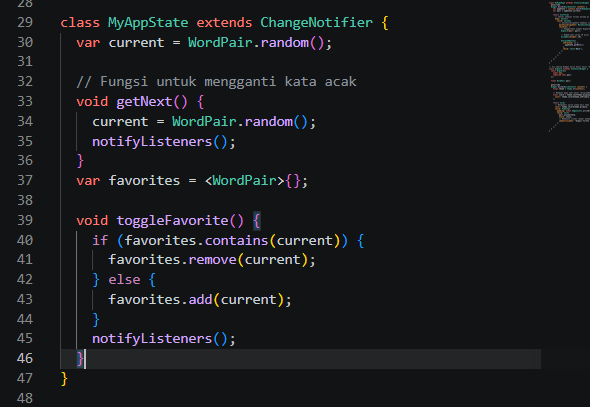 28
29 class MyAppState extends ChangeNotifier {
30   var current = WordPair.random();
31
32   // Fungsi untuk mengganti kata acak
33   void getNext() {
34     current = WordPair.random();
35     notifyListeners();
36   }
37   var favorites = <WordPair>{};
38
39   void toggleFavorite() {
40     if (favorites.contains(current)) {
41       favorites.remove(current);
42     } else {
43       favorites.add(current);
44     }
45     notifyListeners();
46   }
47 }
48